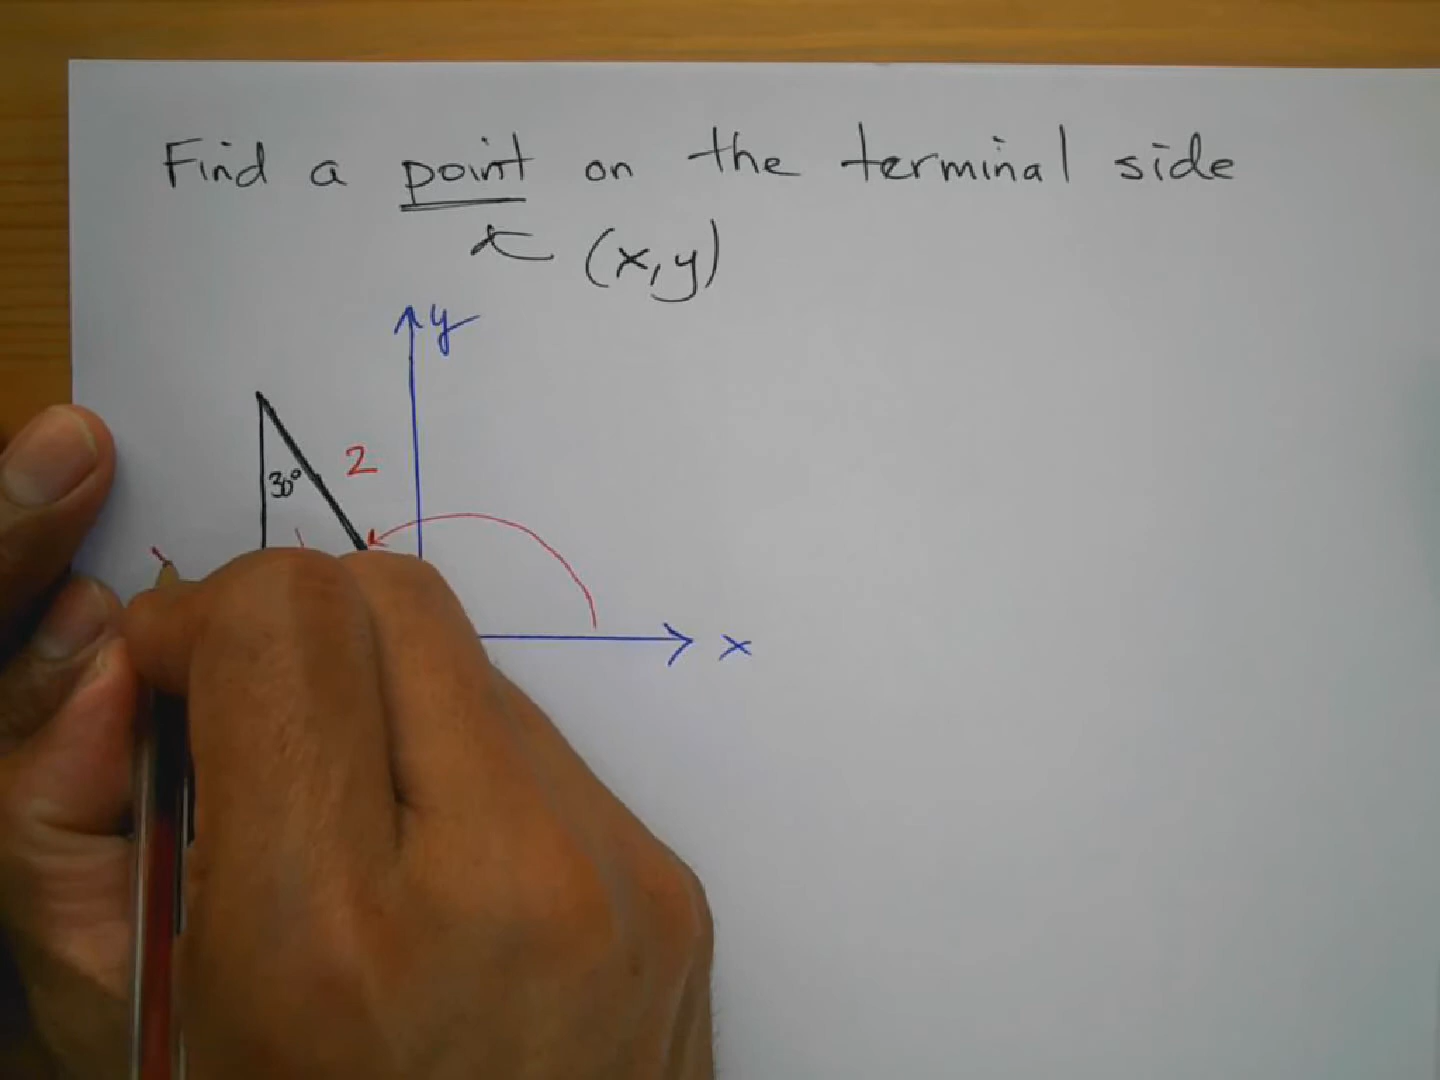 Find a point on the terminal side
(x,y)
y
2
30°
x